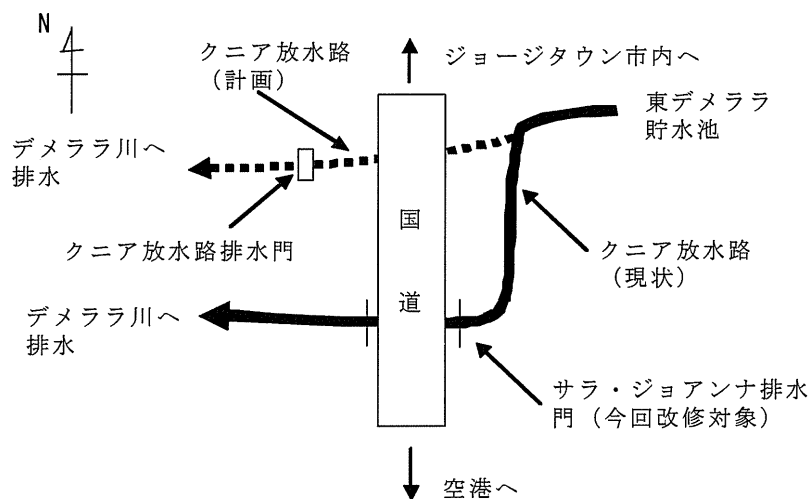 N
クニア放水路
（計画）
ジョージタウン市内へ
東デメララ
貯水池
デメララ川へ
排水
クニア放水路排水門
国
道
クニア放水路
（現状）
デメララ川へ
排水
サラ・ジョアンナ排水
門（今回改修対象）
空港へ